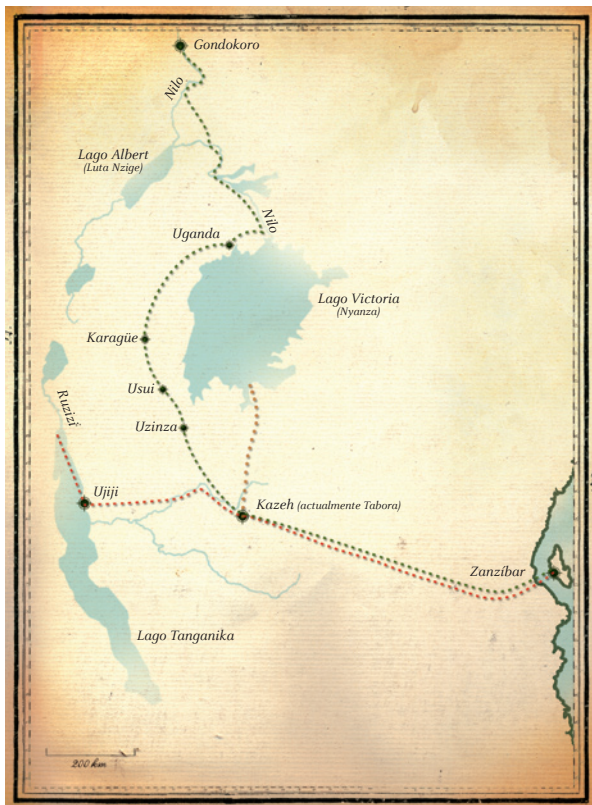 Gondokoro
Nilo
Lago Albert
(Luta Nzige)
Nilo
Uganda
Lago Victoria
(Nyanza)
Karagüe
Usui
Ruzizi
Uzinza
Ujiji
Kazeh (actualmente Tabora)
Zanzíbar
Lago Tanganika
200 km